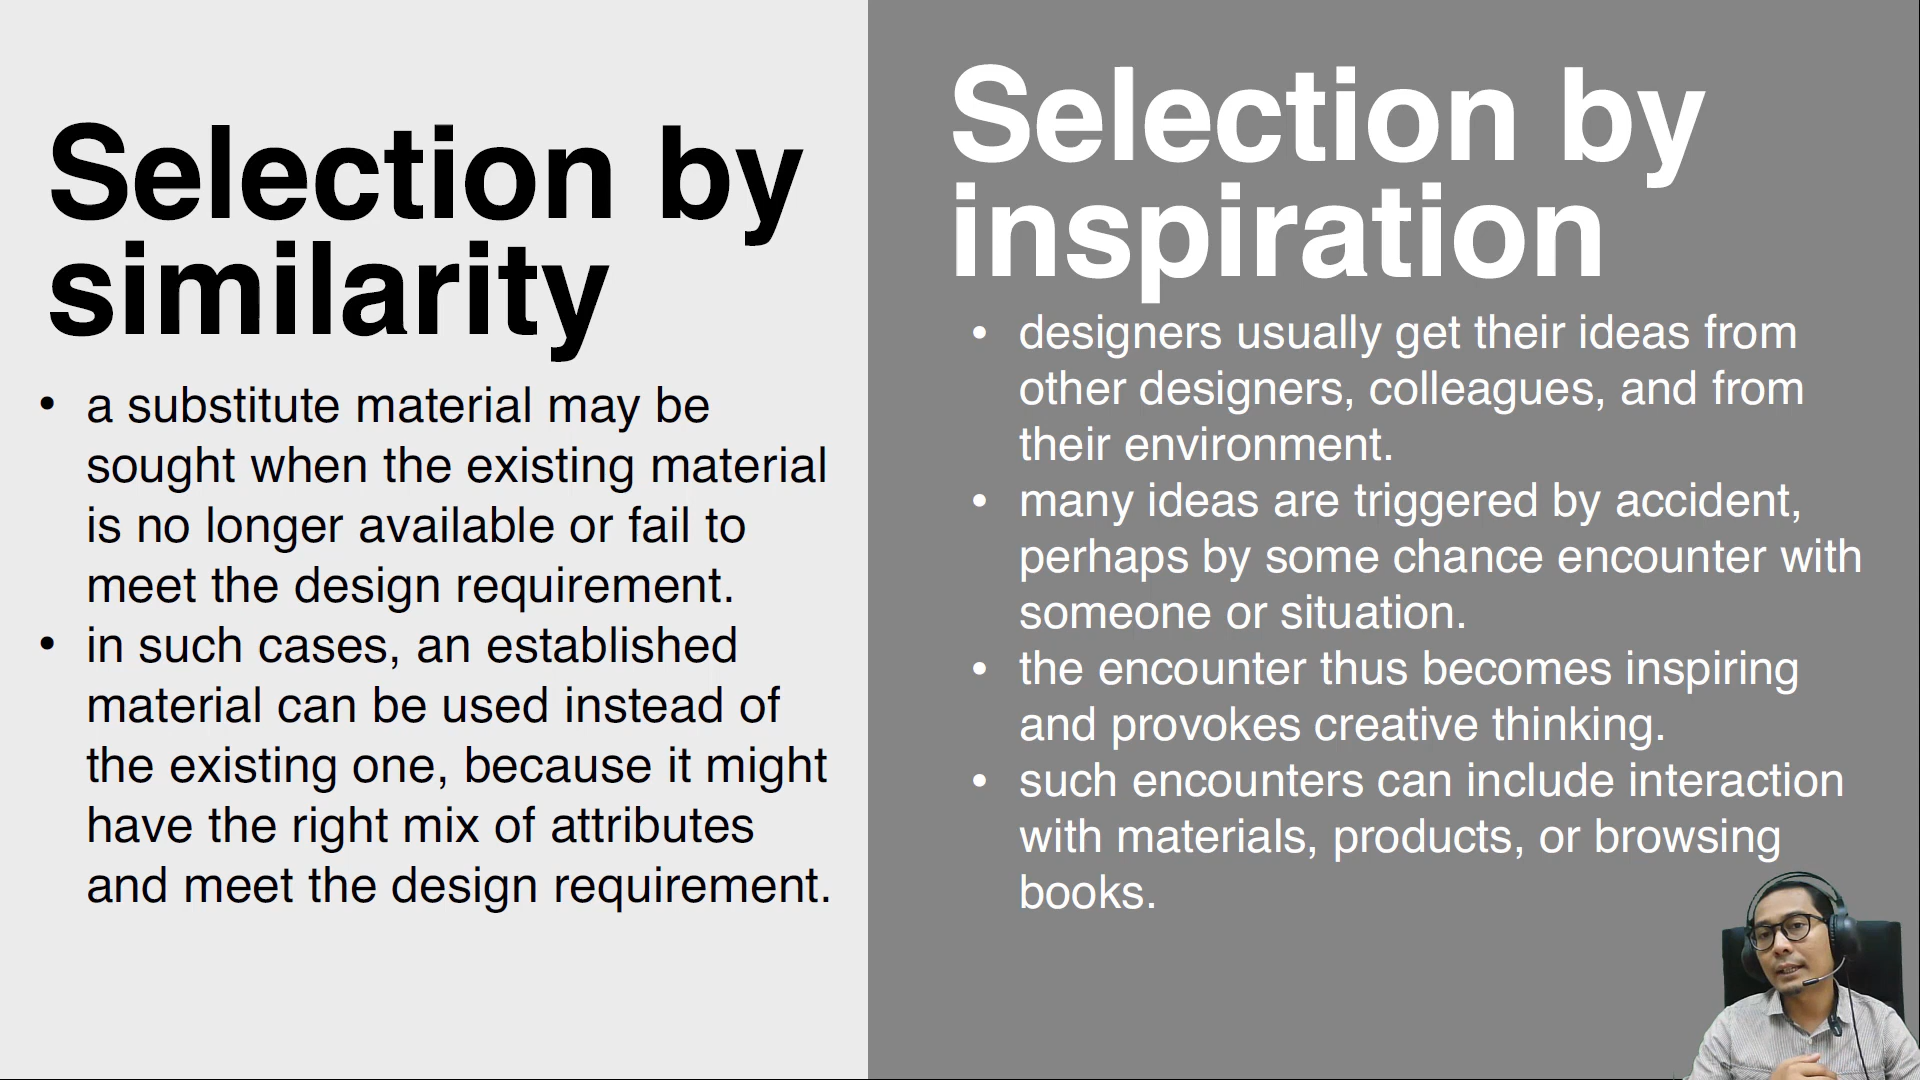 Selection by
similarity
• a substitute material may be
sought when the existing material
is no longer available or fail to
meet the design requirement.
• in such cases, an established
material can be used instead of
the existing one, because it might
have the right mix of attributes
and meet the design requirement.
Selection by
inspiration
• designers usually get their ideas from
other designers, colleagues, and from
their environment.
• many ideas are triggered by accident,
perhaps by some chance encounter with
someone or situation.
• the encounter thus becomes inspiring
and provokes creative thinking.
• such encounters can include interaction
with materials, products, or browsing
books.